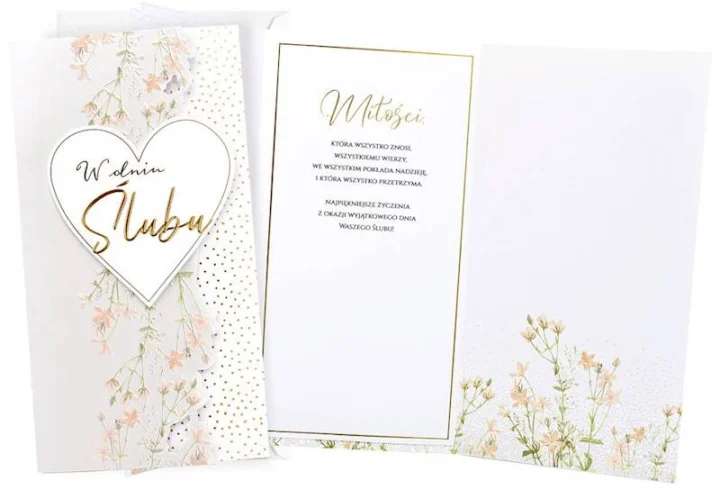 W dniu
Ślubu
Miłości,
która wszystko znosi,
wszystkiemu wierzy,
we wszystkim pokłada nadzieję,
i która wszystko przetrzyma.
Najpiękniejsze życzenia
z okazji wyjątkowego dnia
Waszego Ślubu!